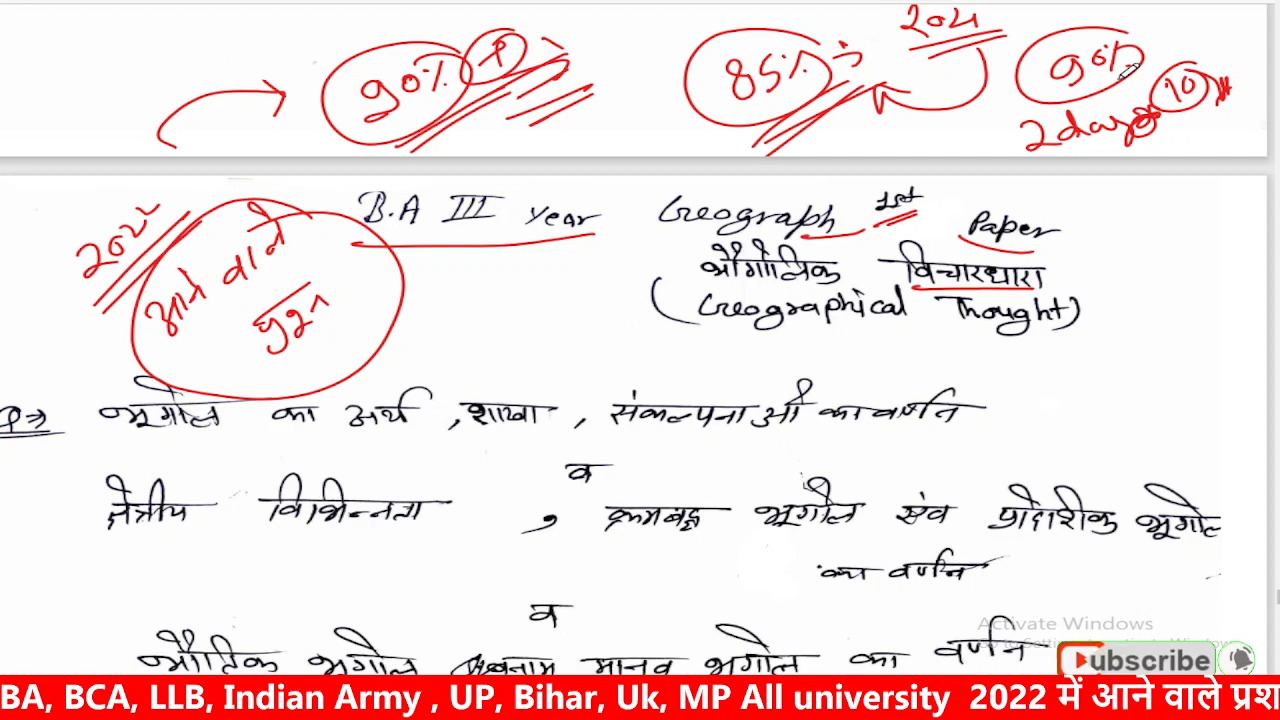 90% P 85% 2021 90%
2 days 10
2022
आने वाले
प्रश्न
B.A III year Geograph 1st Paper
भौगोलिक विचारधारा
(Geographical Thought)
भूगोल का अर्थ , शाखा , संकल्पनाओं का वर्णन
व
क्षेत्रीय विभिन्नता , क्रमबद्ध भूगोल एंव प्रादेशिक भूगोल
का वर्णन
व
भौतिक भूगोल बनाम मानव भूगोल का वर्णन
Activate Windows
Subscribe
BA, BCA, LLB, Indian Army , UP, Bihar, Uk, MP All university 2022 में आने वाले प्रश